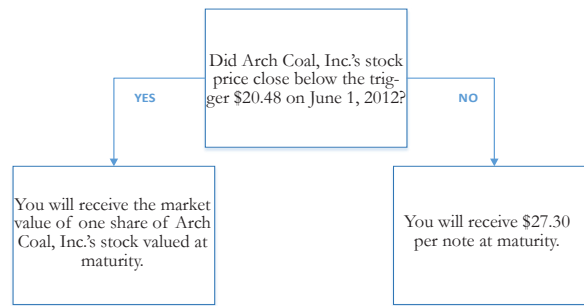 Did Arch Coal, Inc.'s stock
price close below the trig-
ger $20.48 on June 1, 2012?
YES
NO
You will receive the market
value of one share of Arch
Coal, Inc.'s stock valued at
maturity.
You will receive $27.30
per note at maturity.